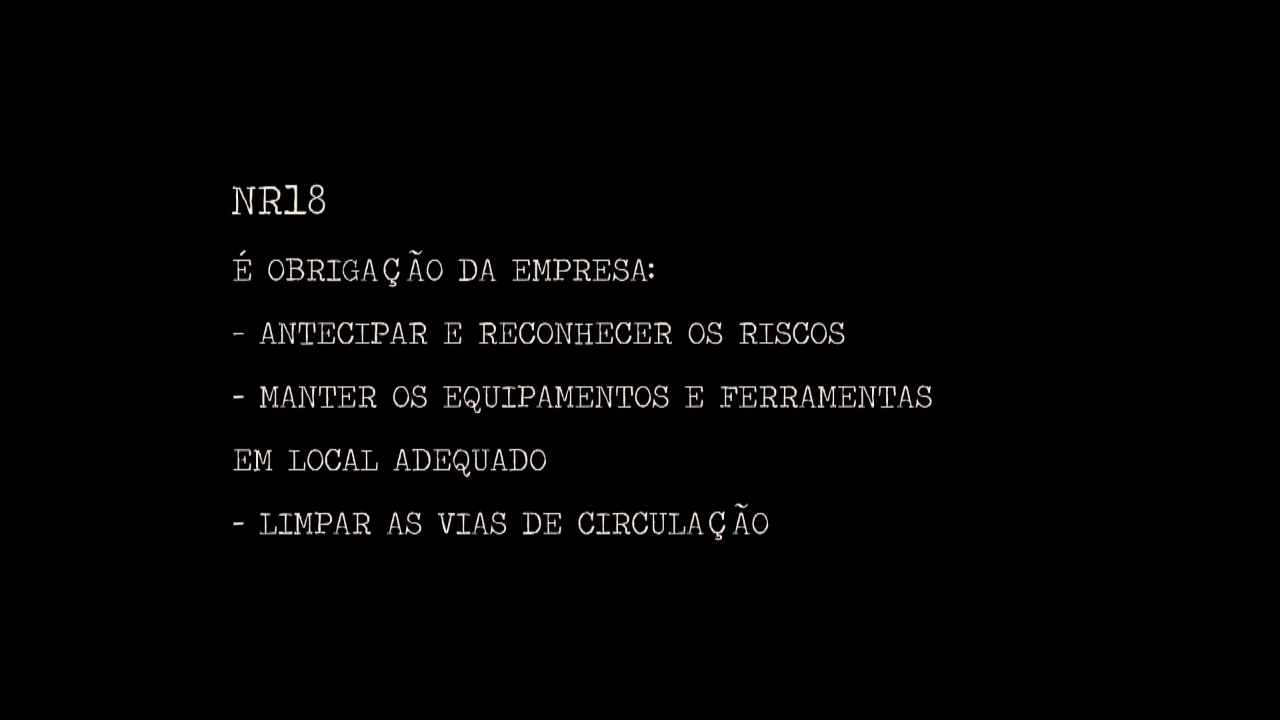 NR18
É OBRIGAÇÃO DA EMPRESA:
- ANTECIPAR E RECONHECER OS RISCOS
- MANTER OS EQUIPAMENTOS E FERRAMENTAS
EM LOCAL ADEQUADO
- LIMPAR AS VIAS DE CIRCULAÇÃO